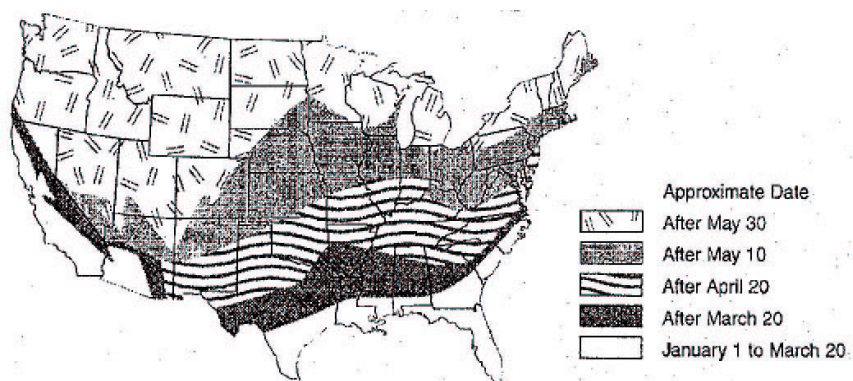 Approximate Date
After May 30
After May 10
After April 20
After March 20
January 1 to March 20